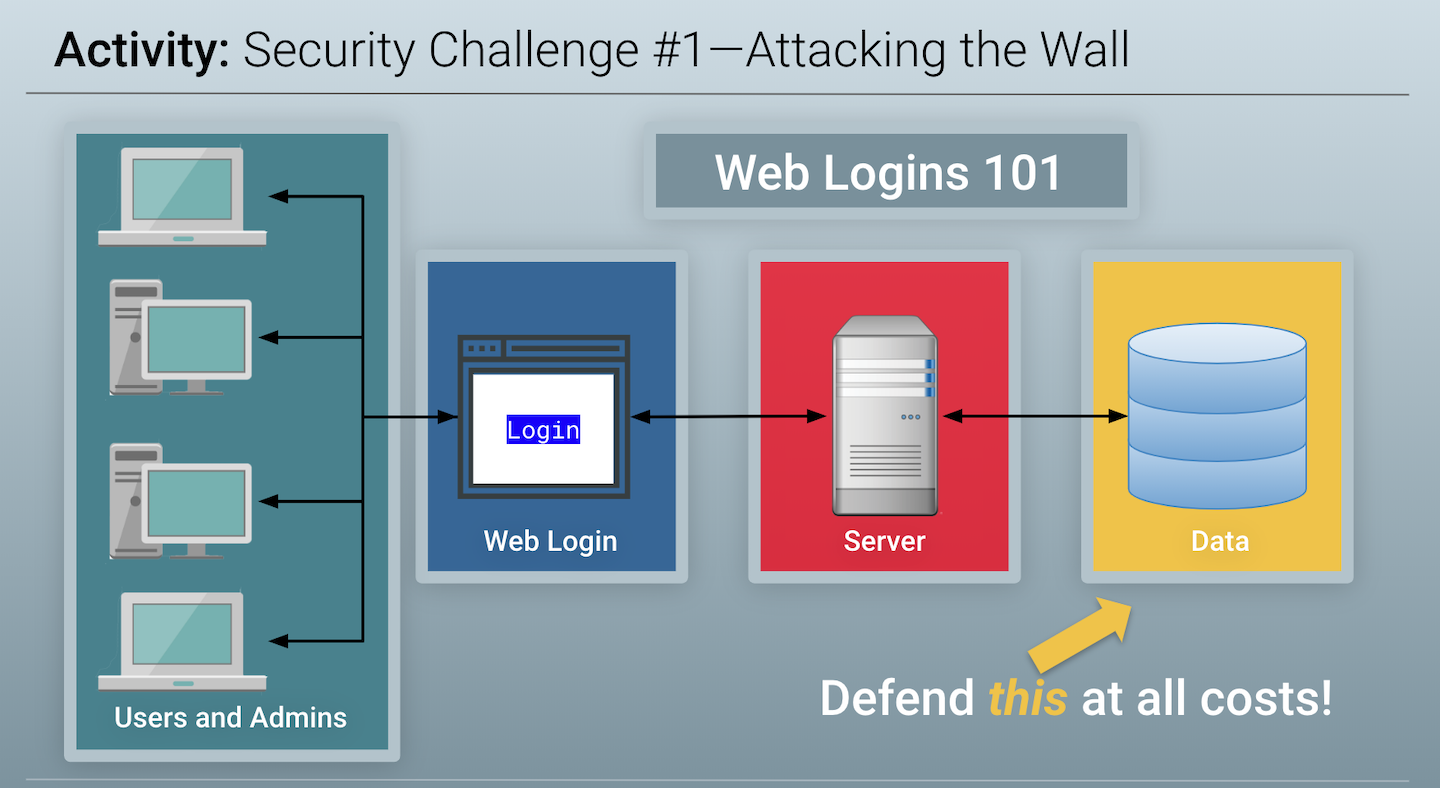 Activity: Security Challenge #1—Attacking the Wall
Web Logins 101
Login
Web Login
Server
Data
Users and Admins
Defend this at all costs!